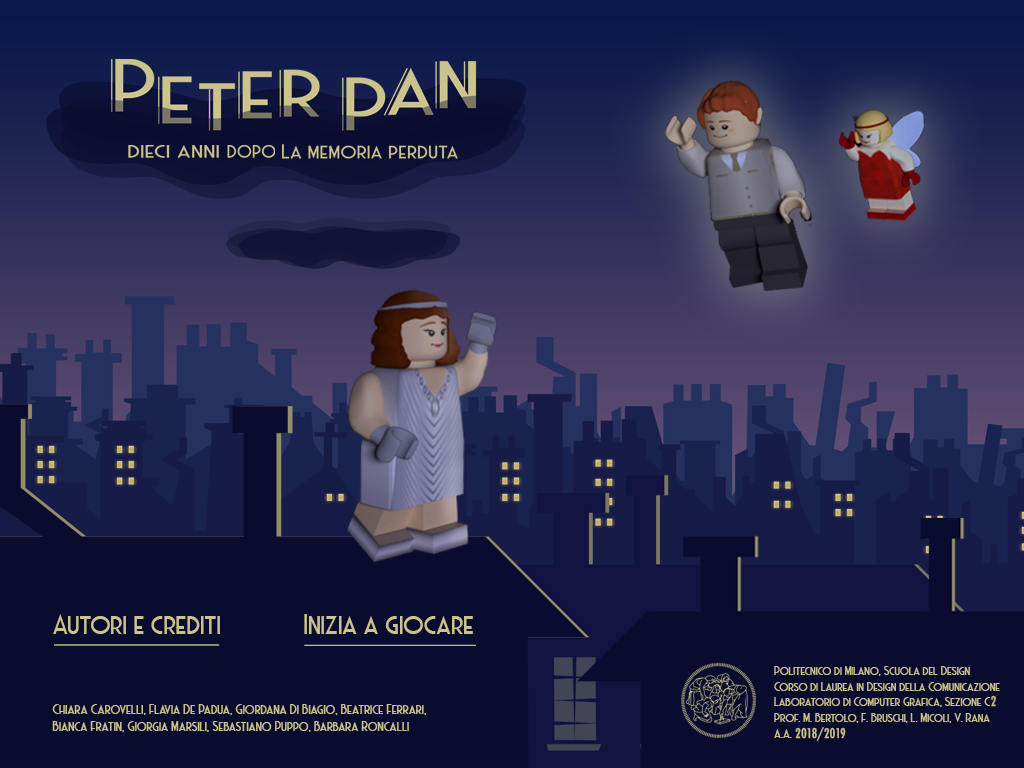 PETER PAN
DIECI ANNI DOPO LA MEMORIA PERDUTA
AUTORI E CREDITI
INIZIA A GIOCARE
CHIARA CAROVELLI, FLAVIA DE PADUA, GIORDANA DI BIAGIO, BEATRICE FERRARI,
BIANCA FRATIN, GIORGIA MARSILI, SEBASTIANO PUPPO, BARBARA RONCALLI
POLITECNICO DI MILANO, SCUOLA DEL DESIGN
CORSO DI LAUREA IN DESIGN DELLA COMUNICAZIONE
LABORATORIO DI COMPUTER GRAFICA, SEZIONE C2
PROF. M. BERTOLO, F. BRUSCHI, L. MICOLI, V. RANA
A.A. 2018/2019